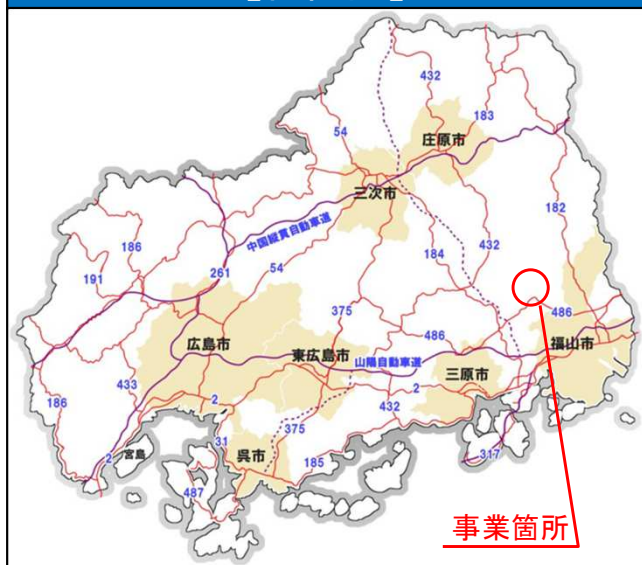 432
183
54
庄原市
三次市
182
中国縦貫自動車道
186
432
184
191
261
54
375
486
486
広島市
東広島市
山陽自動車道
福山市
三原市
433
186
2
2
432
375
31
2
宮島
呉市
185
317
487
事業箇所